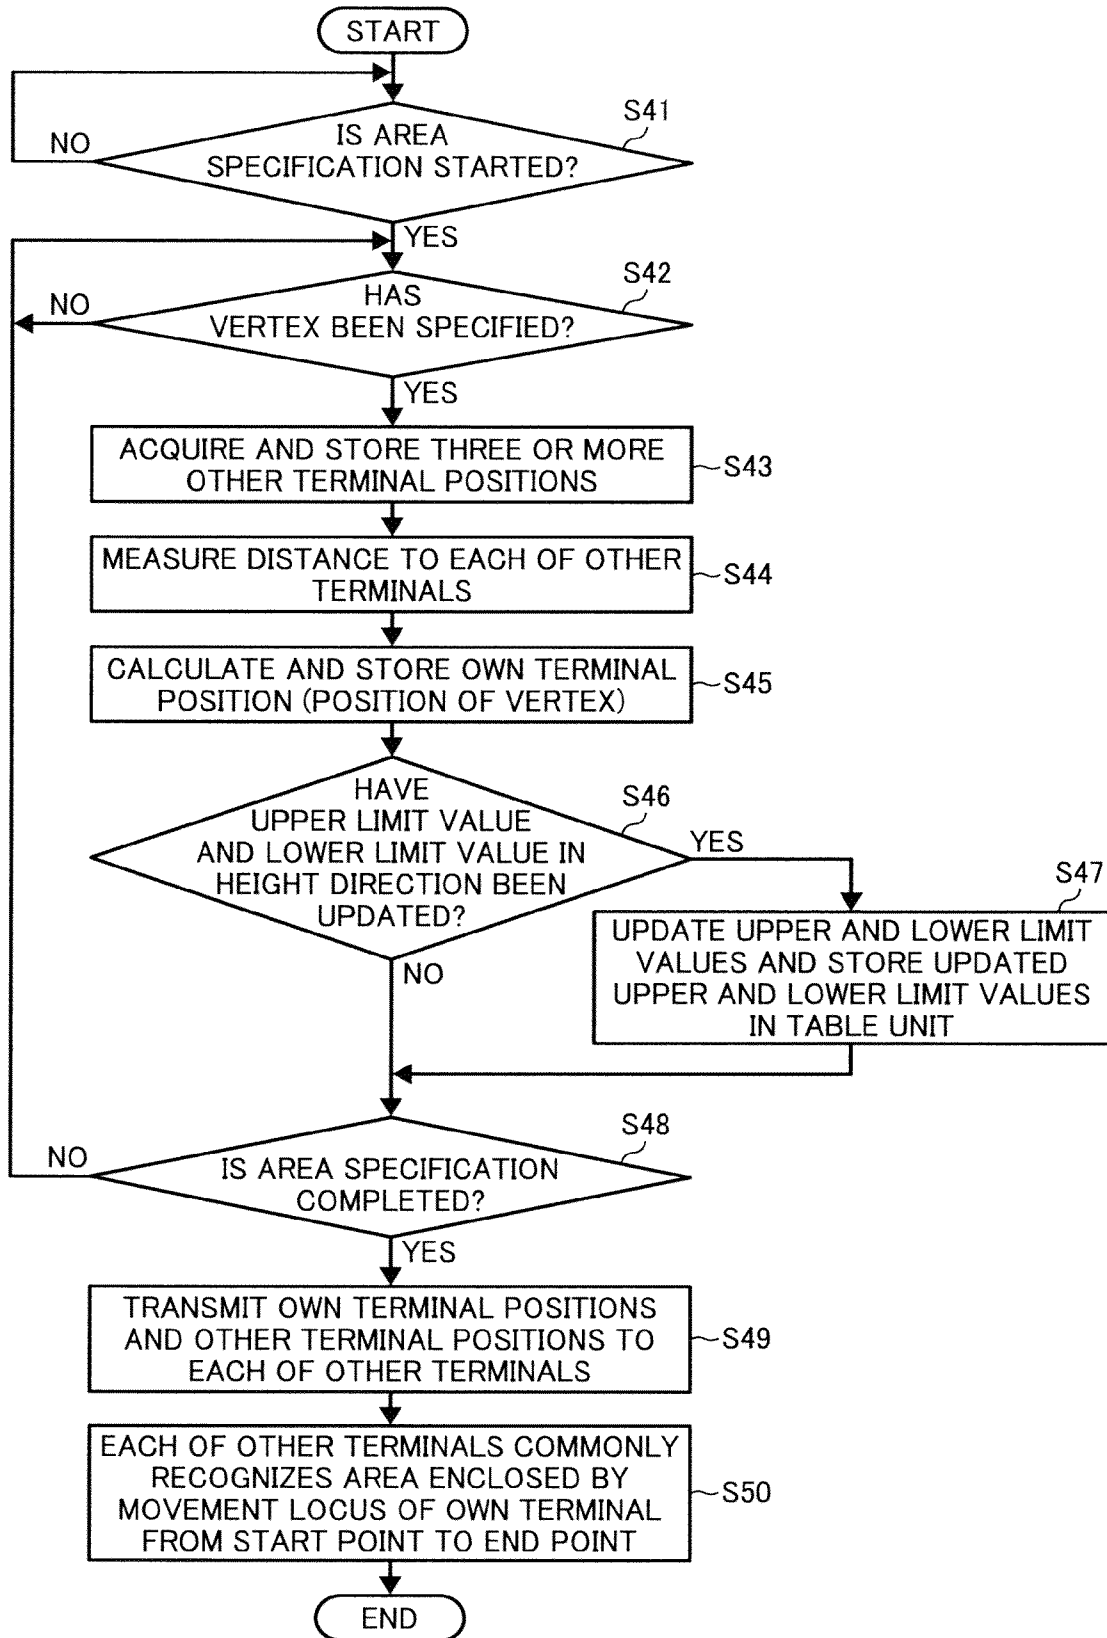 START
S41
NO
IS AREA
SPECIFICATION STARTED?
YES
S42
NO
HAS
VERTEX BEEN SPECIFIED?
YES
ACQUIRE AND STORE THREE OR MORE
OTHER TERMINAL POSITIONS
S43
MEASURE DISTANCE TO EACH OF OTHER
TERMINALS
S44
CALCULATE AND STORE OWN TERMINAL
POSITION (POSITION OF VERTEX)
S45
HAVE
UPPER LIMIT VALUE
AND LOWER LIMIT VALUE IN
HEIGHT DIRECTION BEEN
UPDATED?
S46
YES
S47
UPDATE UPPER AND LOWER LIMIT
VALUES AND STORE UPDATED
UPPER AND LOWER LIMIT VALUES
IN TABLE UNIT
NO
S48
NO
IS AREA SPECIFICATION
COMPLETED?
YES
TRANSMIT OWN TERMINAL POSITIONS
AND OTHER TERMINAL POSITIONS TO
EACH OF OTHER TERMINALS
S49
EACH OF OTHER TERMINALS COMMONLY
RECOGNIZES AREA ENCLOSED BY
MOVEMENT LOCUS OF OWN TERMINAL
FROM START POINT TO END POINT
S50
END